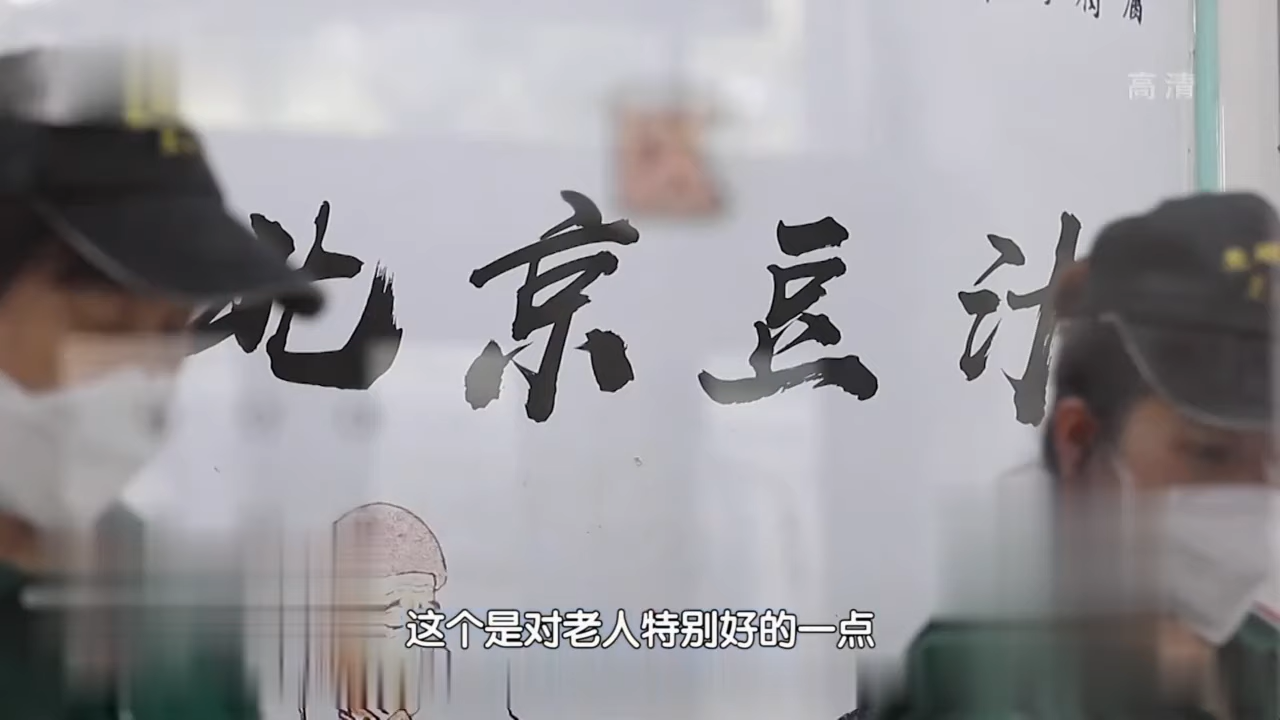 高清
北京豆汁
这个是对老人特别好的一点